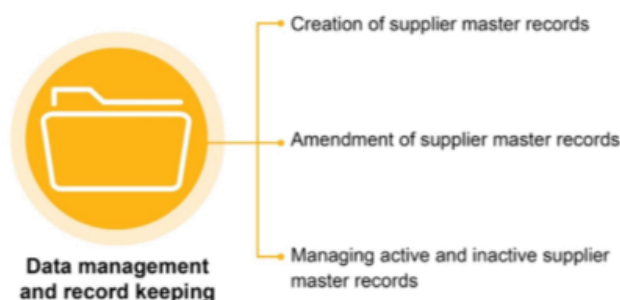 Creation of supplier master records
Amendment of supplier master records
Managing active and inactive supplier
master records
Data management
and record keeping